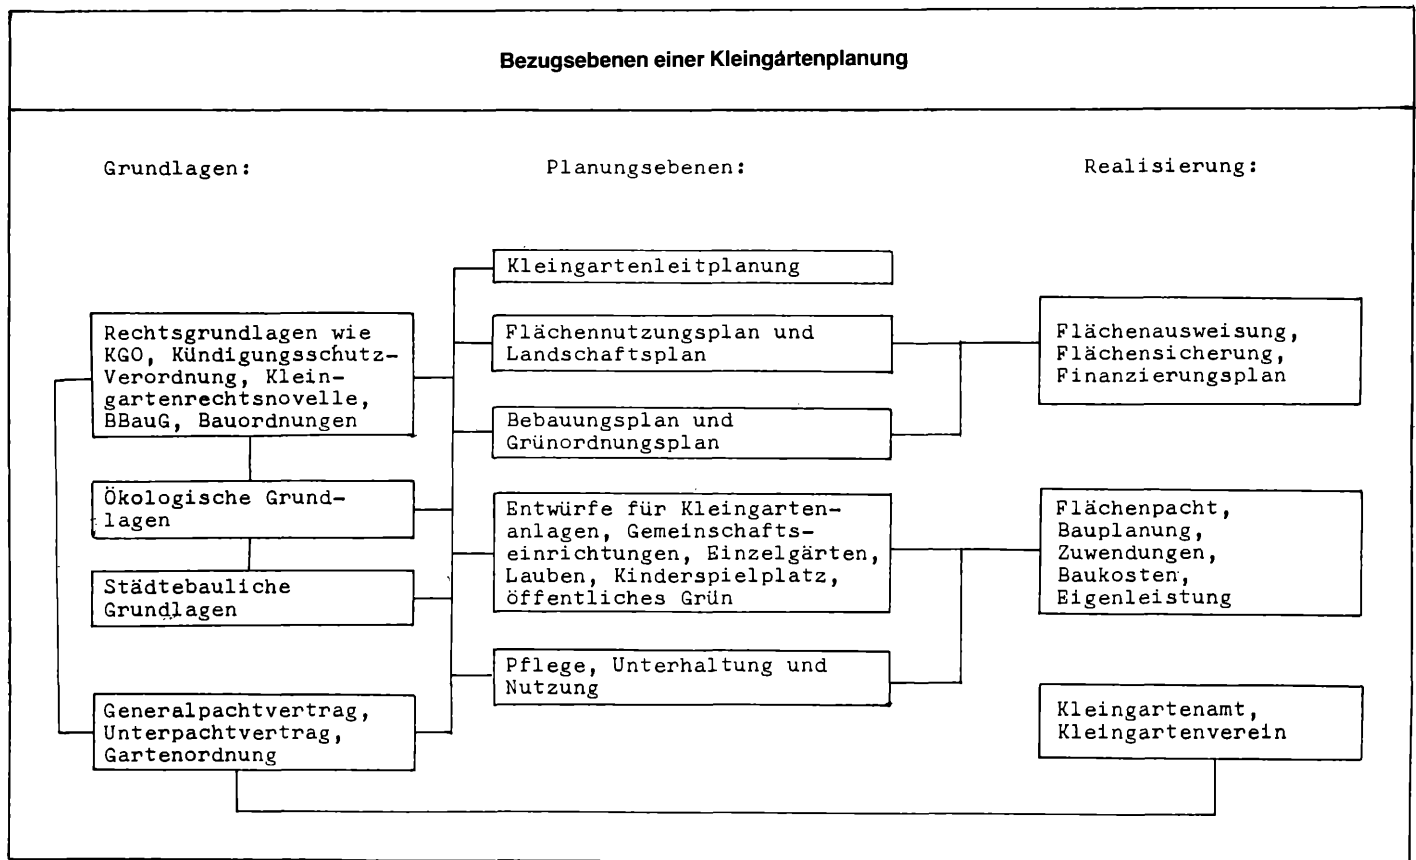 Bezugsebenen einer Kleingärtenplanung
Grundlagen:
Planungsebenen:
Realisierung:
Rechtsgrundlagen wie
KGO, Kündigungsschutz-
Verordnung, Klein-
gartenrechtsnovelle,
BBauG, Bauordnungen
Ökologische Grund-
lagen
Städtebauliche
Grundlagen
Generalpachtvertrag,
Unterpachtvertrag,
Gartenordnung
Kleingartenleitplanung
Flächennutzungsplan und
Landschaftsplan
Bebauungsplan und
Grünordnungsplan
Entwürfe für Kleingarten-
anlagen, Gemeinschafts-
einrichtungen, Einzelgärten,
Lauben, Kinderspielplatz,
öffentliches Grün
Pflege, Unterhaltung und
Nutzung
Flächenausweisung,
Flächensicherung,
Finanzierungsplan
Flächenpacht,
Bauplanung,
Zuwendungen,
Baukosten,
Eigenleistung
Kleingartenamt,
Kleingartenverein